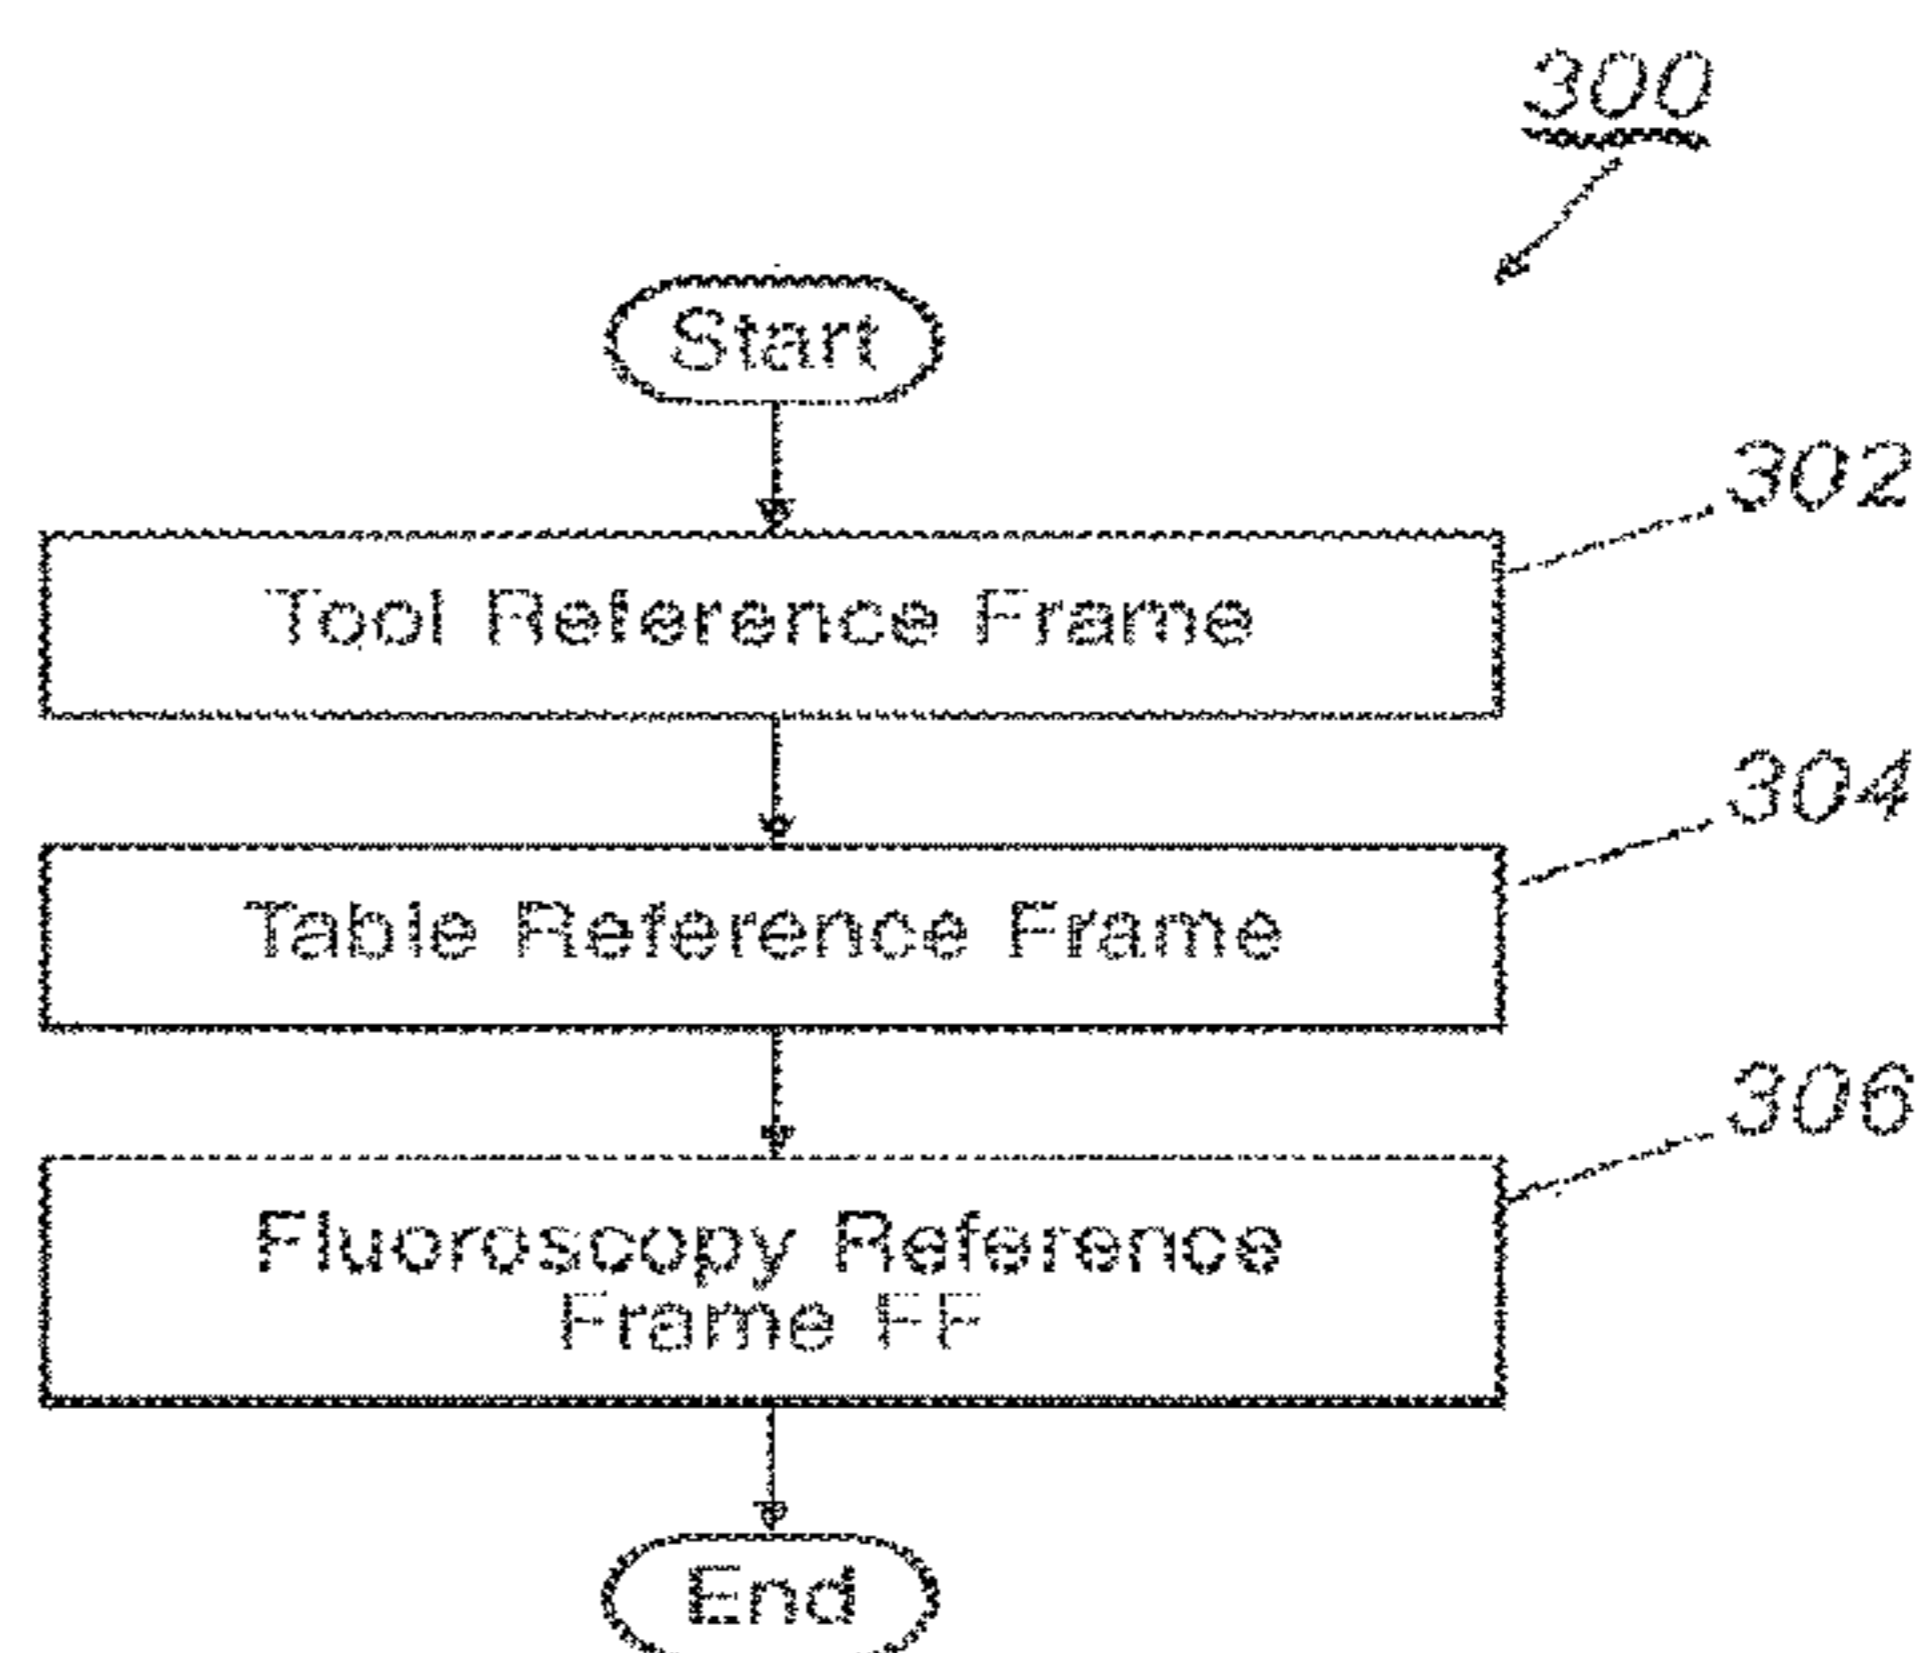 300
Start
302
Tool Reference Frame
304
Table Reference Frame
306
Fluoroscopy Reference
Frame FF
End